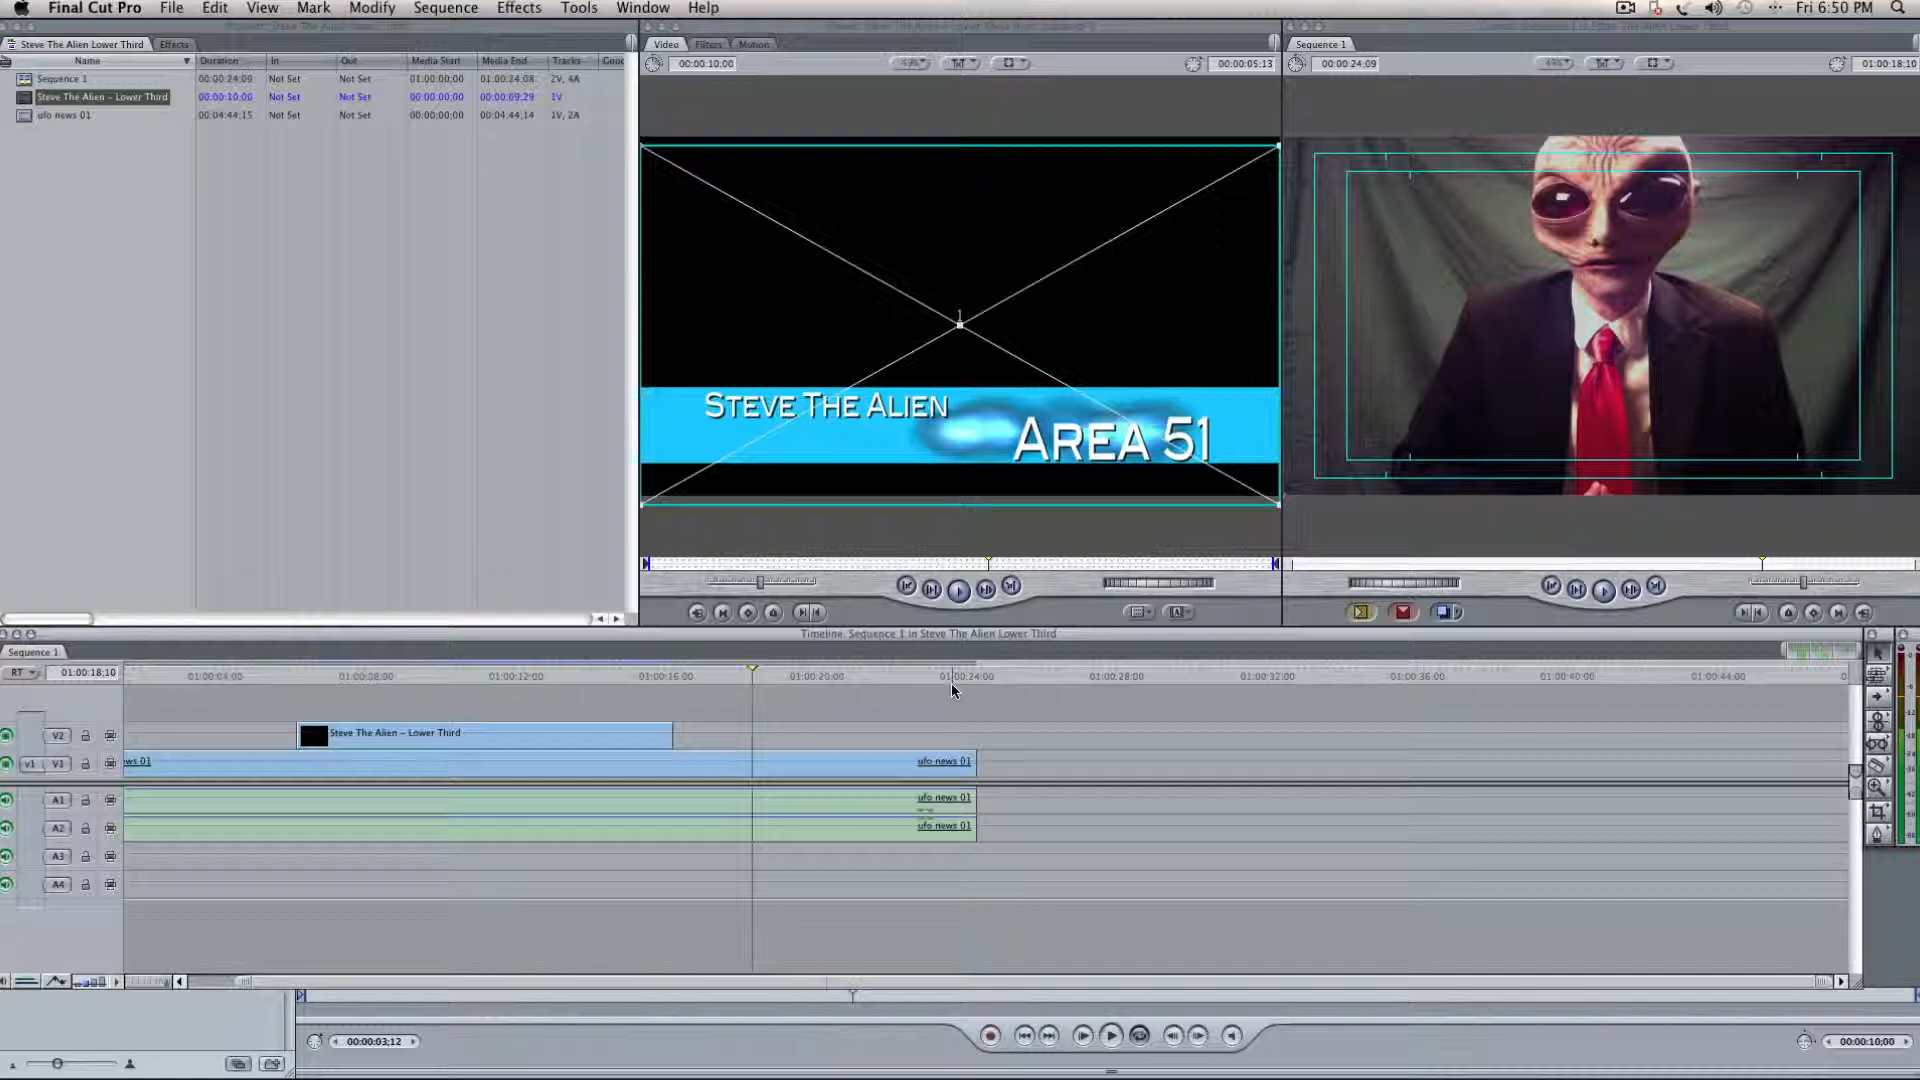 Final Cut Pro File Edit View Mark Modify Sequence Effects Tools Window Help Fri 6:50 PM
Steve The Alien Lower Third Effects
Name Duration In Out Media Start Media End Tracks Good
Sequence 1 00:00:24:09 Not Set Not Set 01:00:00;00 01:00:24.08 2V, 4A
Steve The Alien – Lower Third 00:00:10;00 Not Set Not Set 00:00:00;00 00:00:09;29 1V
ufo news 01 00:04:44;15 Not Set Not Set 00:00:00;00 00:04:44;14 1V, 2A
Video Filters Motion
00:00:10;00 00:00:05;13
1
STEVE THE ALIEN
AREA 51
Sequence 1
00:00:24;09 01:00:18;10
Timeline: Sequence 1 in Steve The Alien Lower Third
Sequence 1
RT 01:00:18;10 01:00:04;00 01:00:08;00 01:00:12;00 01:00:16;00 01:00:20;00 01:00:24;00 01:00:28;00 01:00:32;00 01:00:36;00 01:00:40;00 01:00:44;00
V2 Steve The Alien – Lower Third
v1 V1 ws 01 ufo news 01
A1 ufo news 01
A2 ufo news 01
A3
A4
00:00:03;12 00:00:10;00